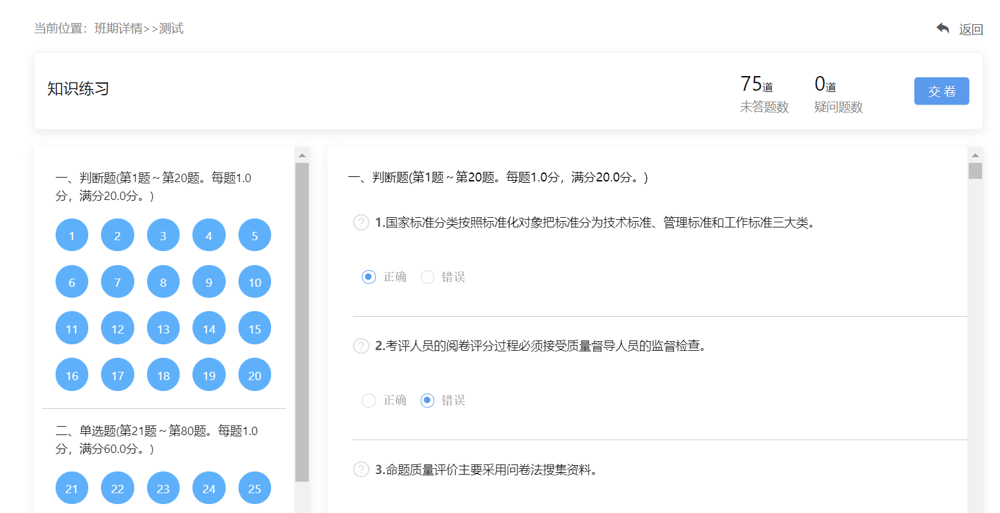 当前位置：班期详情>>测试
返回
知识练习
75道
未答题数
0道
疑问题数
交 卷
一、判断题(第1题～第20题。每题1.0
分，满分20.0分。)
1 2 3 4 5
6 7 8 9 10
11 12 13 14 15
16 17 18 19 20
二、单选题(第21题～第80题。每题1.0
分，满分60.0分。)
21 22 23 24 25
一、判断题(第1题～第20题。每题1.0分，满分20.0分。)
? 1.国家标准分类按照标准化对象把标准分为技术标准、管理标准和工作标准三大类。
正确 错误
? 2.考评人员的阅卷评分过程必须接受质量督导人员的监督检查。
正确 错误
? 3.命题质量评价主要采用问卷法搜集资料。